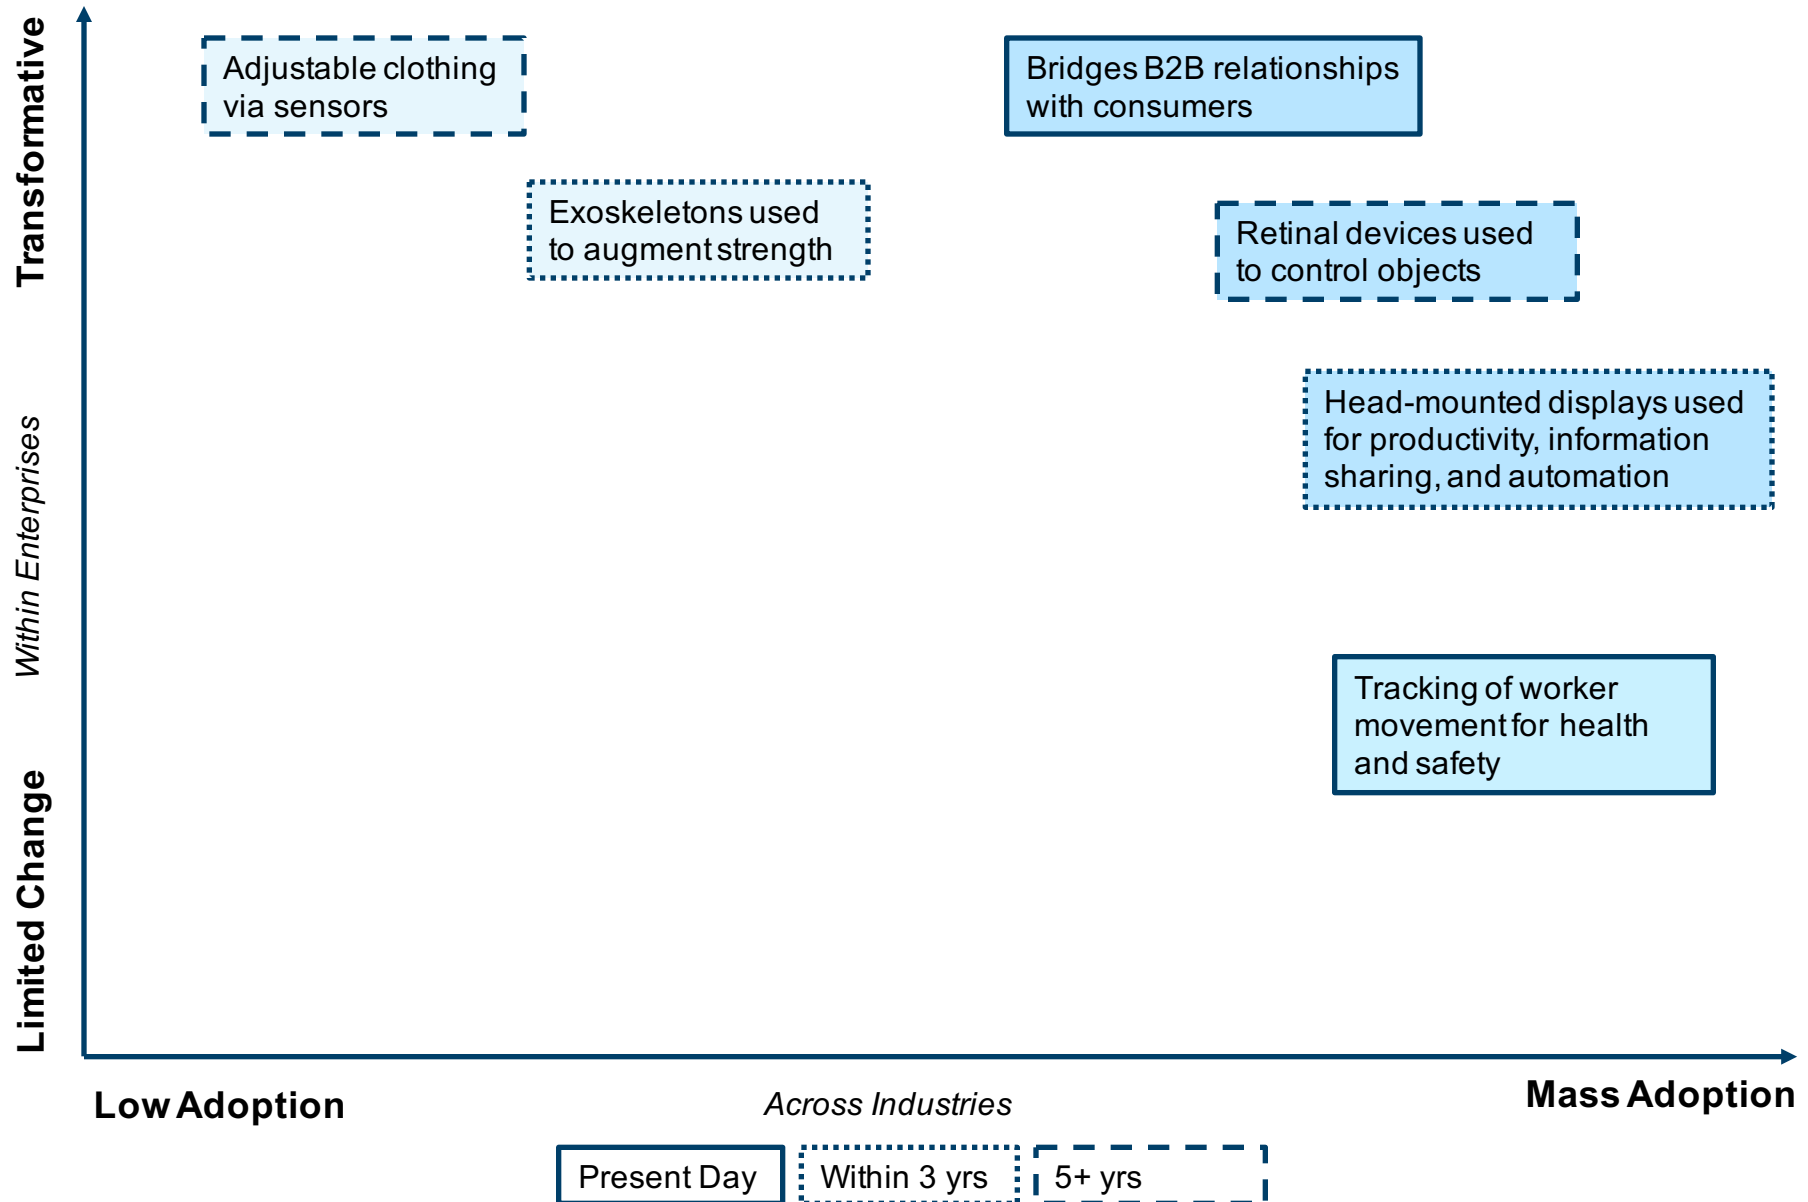 Transformative
Within Enterprises
Limited Change
Adjustable clothing
via sensors
Bridges B2B relationships
with consumers
Exoskeletons used
to augment strength
Retinal devices used
to control objects
Head-mounted displays used
for productivity, information
sharing, and automation
Tracking of worker
movement for health
and safety
Low Adoption
Across Industries
Mass Adoption
Present Day
Within 3 yrs
5+ yrs